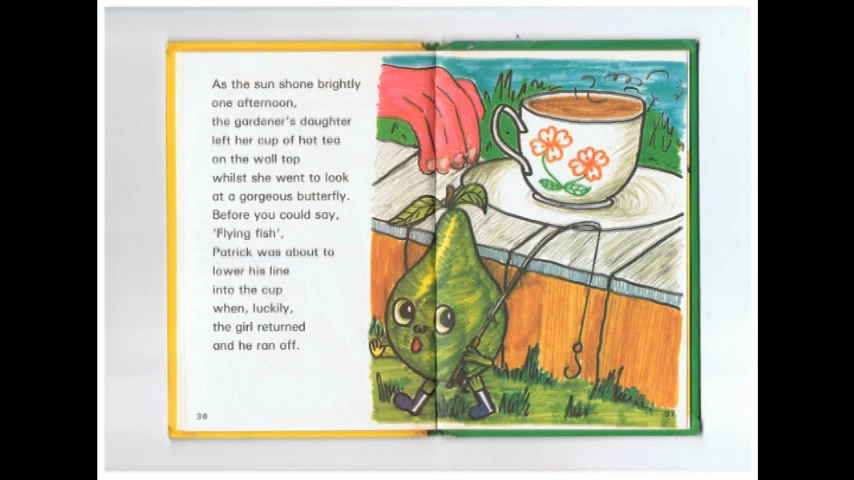 As the sun shone brightly
one afternoon,
the gardener's daughter
left her cup of hot tea
on the wall top
whilst she went to look
at a gorgeous butterfly.
Before you could say,
'Flying fish',
Patrick was about to
lower his line
into the cup
when, luckily,
the girl returned
and he ran off.
36
37